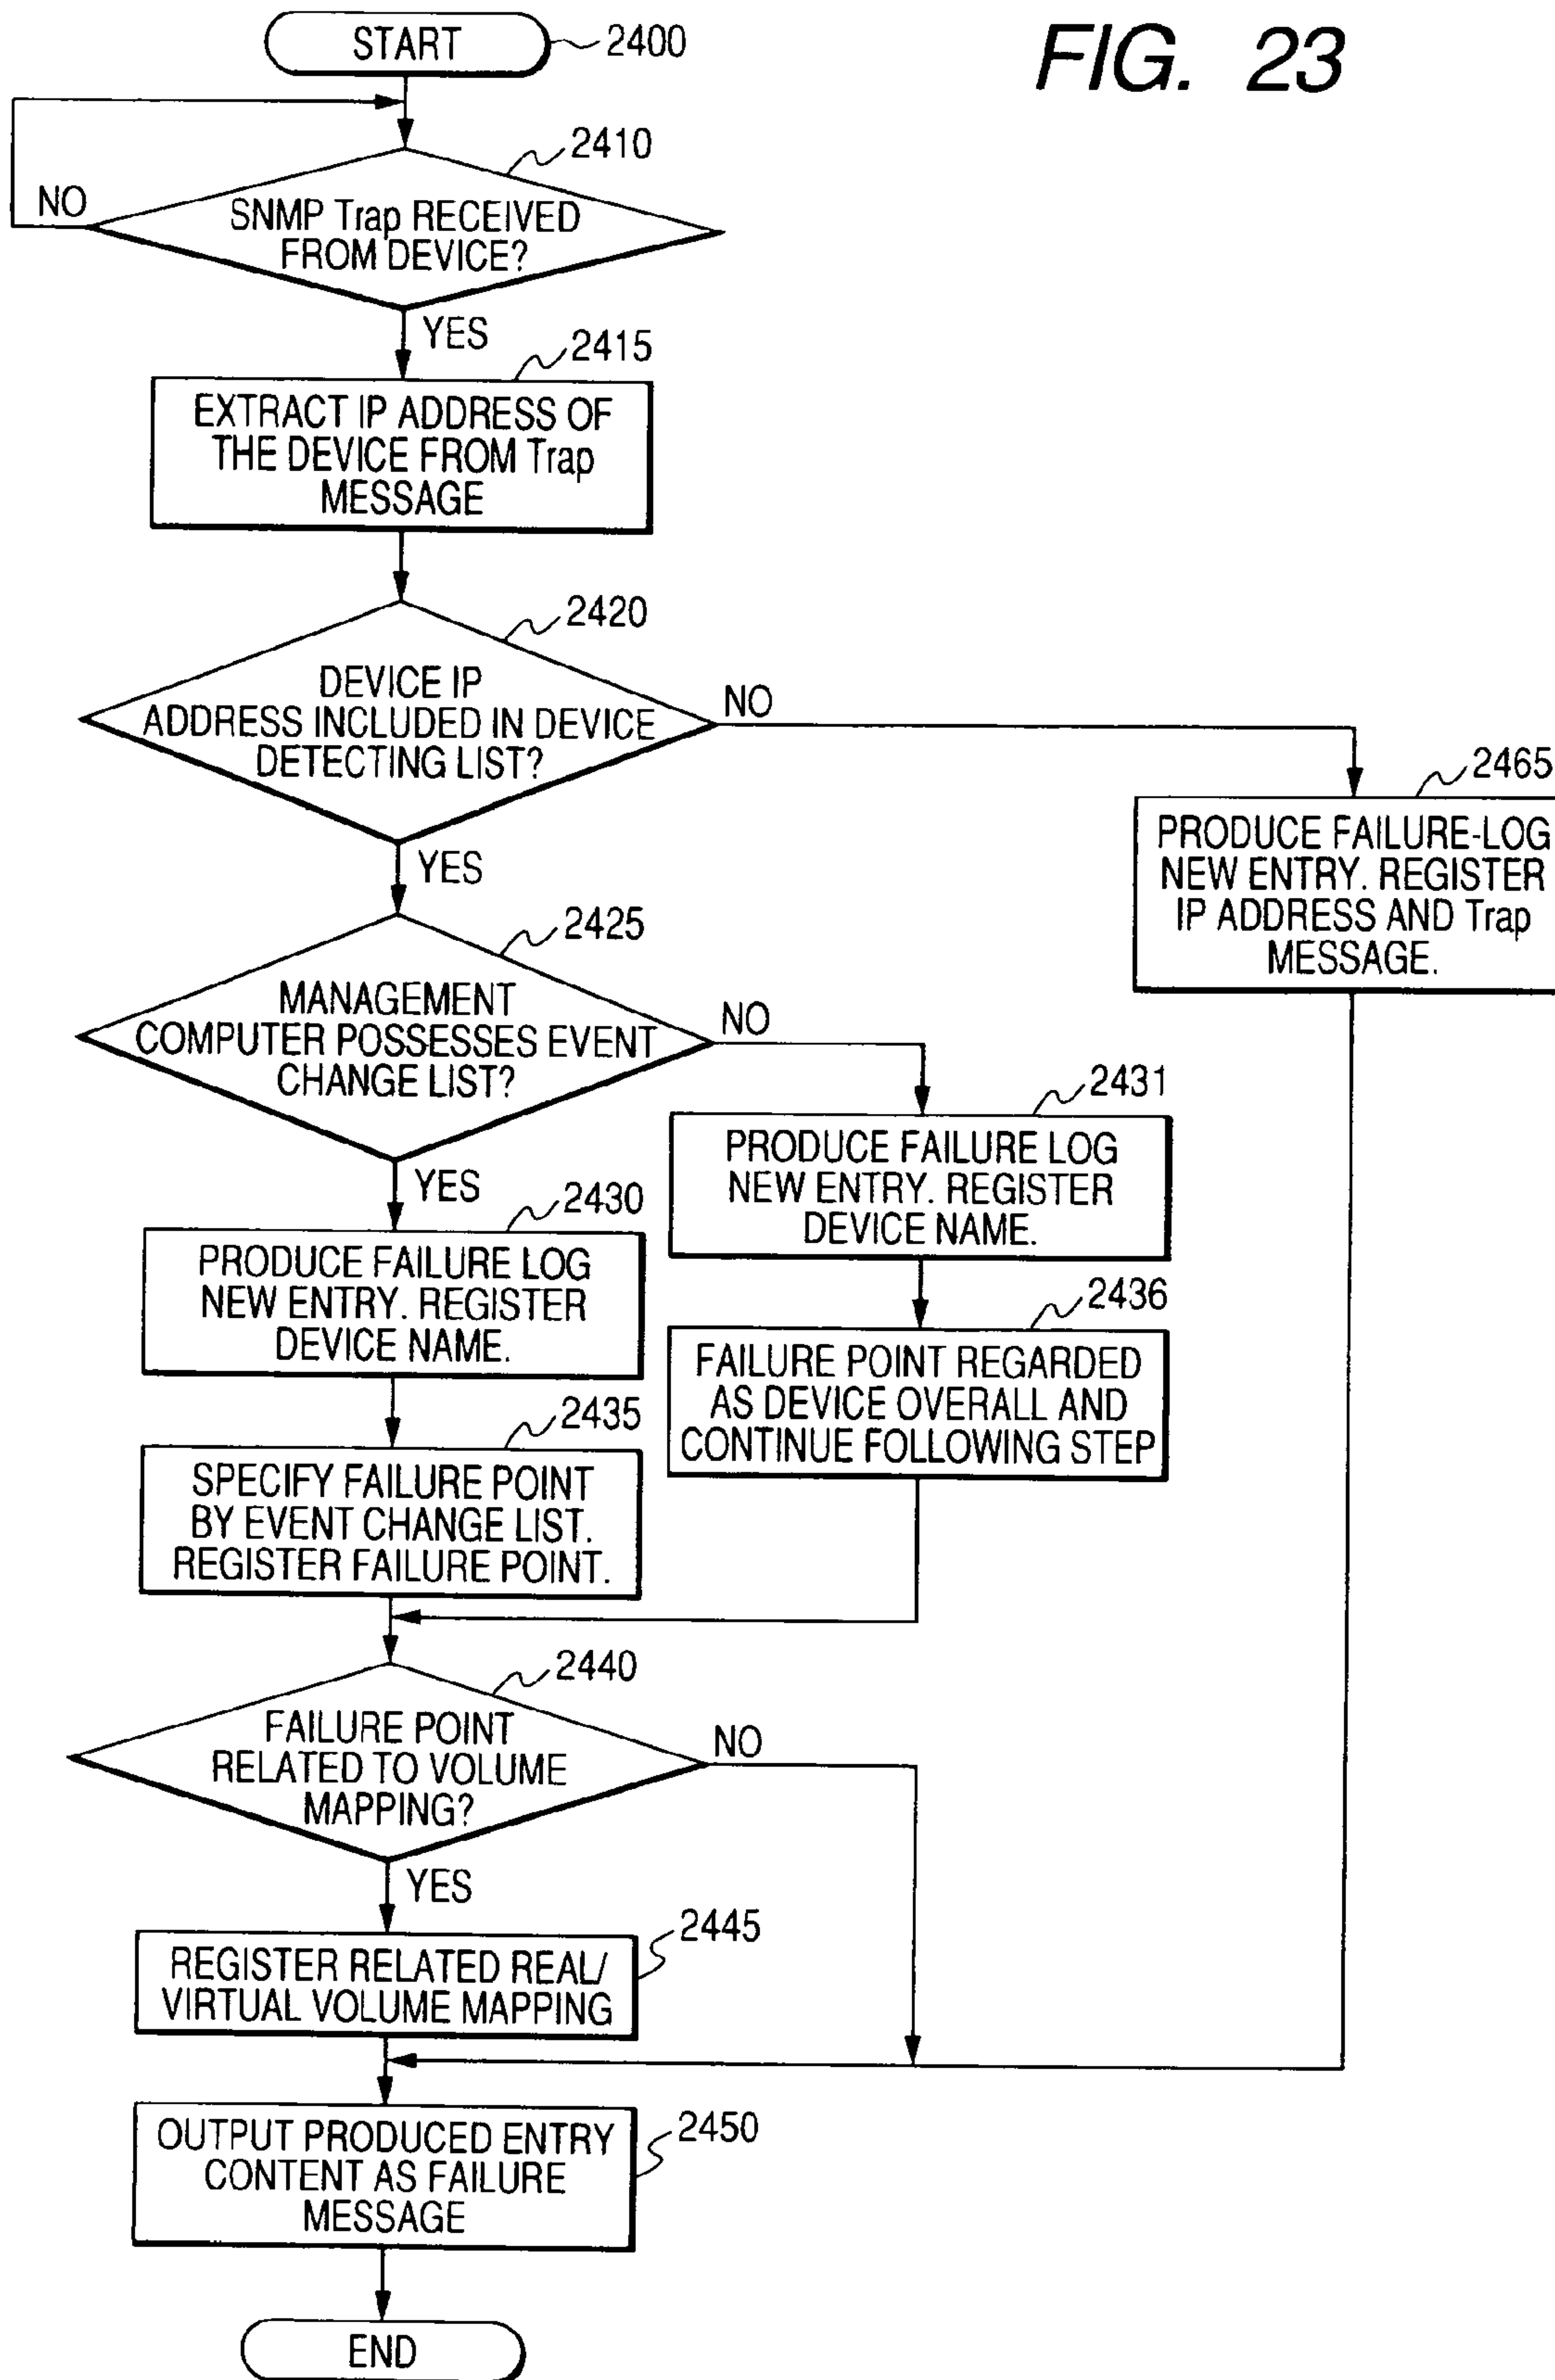 FIG. 23
START
2400
2410
NO
SNMP Trap RECEIVED
FROM DEVICE?
YES
2415
EXTRACT IP ADDRESS OF
THE DEVICE FROM Trap
MESSAGE
2420
DEVICE IP
ADDRESS INCLUDED IN DEVICE
DETECTING LIST?
NO
YES
2465
PRODUCE FAILURE-LOG
NEW ENTRY. REGISTER
IP ADDRESS AND Trap
MESSAGE.
2425
MANAGEMENT
COMPUTER POSSESSES EVENT
CHANGE LIST?
NO
YES
2431
PRODUCE FAILURE LOG
NEW ENTRY. REGISTER
DEVICE NAME.
2430
PRODUCE FAILURE LOG
NEW ENTRY. REGISTER
DEVICE NAME.
2436
FAILURE POINT REGARDED
AS DEVICE OVERALL AND
CONTINUE FOLLOWING STEP
2435
SPECIFY FAILURE POINT
BY EVENT CHANGE LIST.
REGISTER FAILURE POINT.
2440
FAILURE POINT
RELATED TO VOLUME
MAPPING?
NO
YES
2445
REGISTER RELATED REAL/
VIRTUAL VOLUME MAPPING
2450
OUTPUT PRODUCED ENTRY
CONTENT AS FAILURE
MESSAGE
END